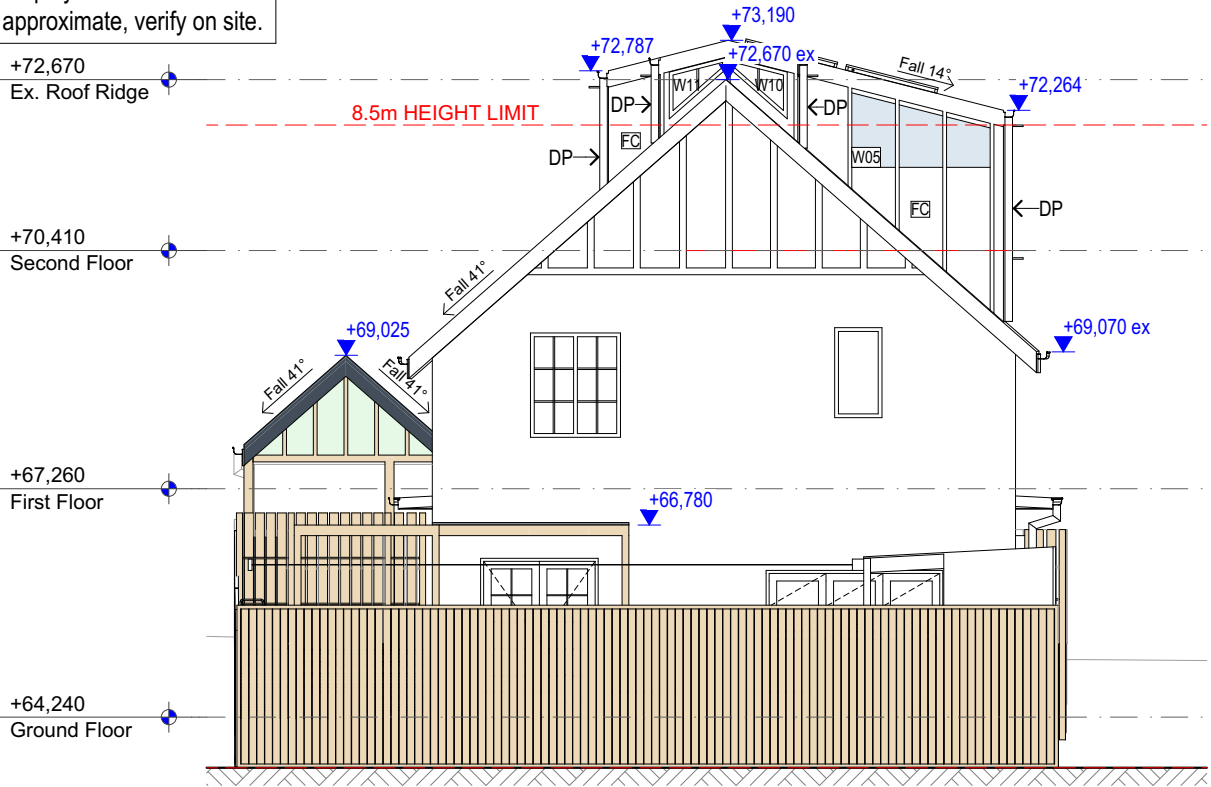 approximate, verify on site.
+73,190
+72,787
+72,670 ex
+72,670
Ex. Roof Ridge
Fall 14°
W11
W10
+72,264
DP
DP
8.5m HEIGHT LIMIT
FC
DP
W05
FC
DP
+70,410
Second Floor
Fall 41°
+69,025
+69,070 ex
Fall 41°
Fall 41°
+67,260
First Floor
+66,780
+64,240
Ground Floor